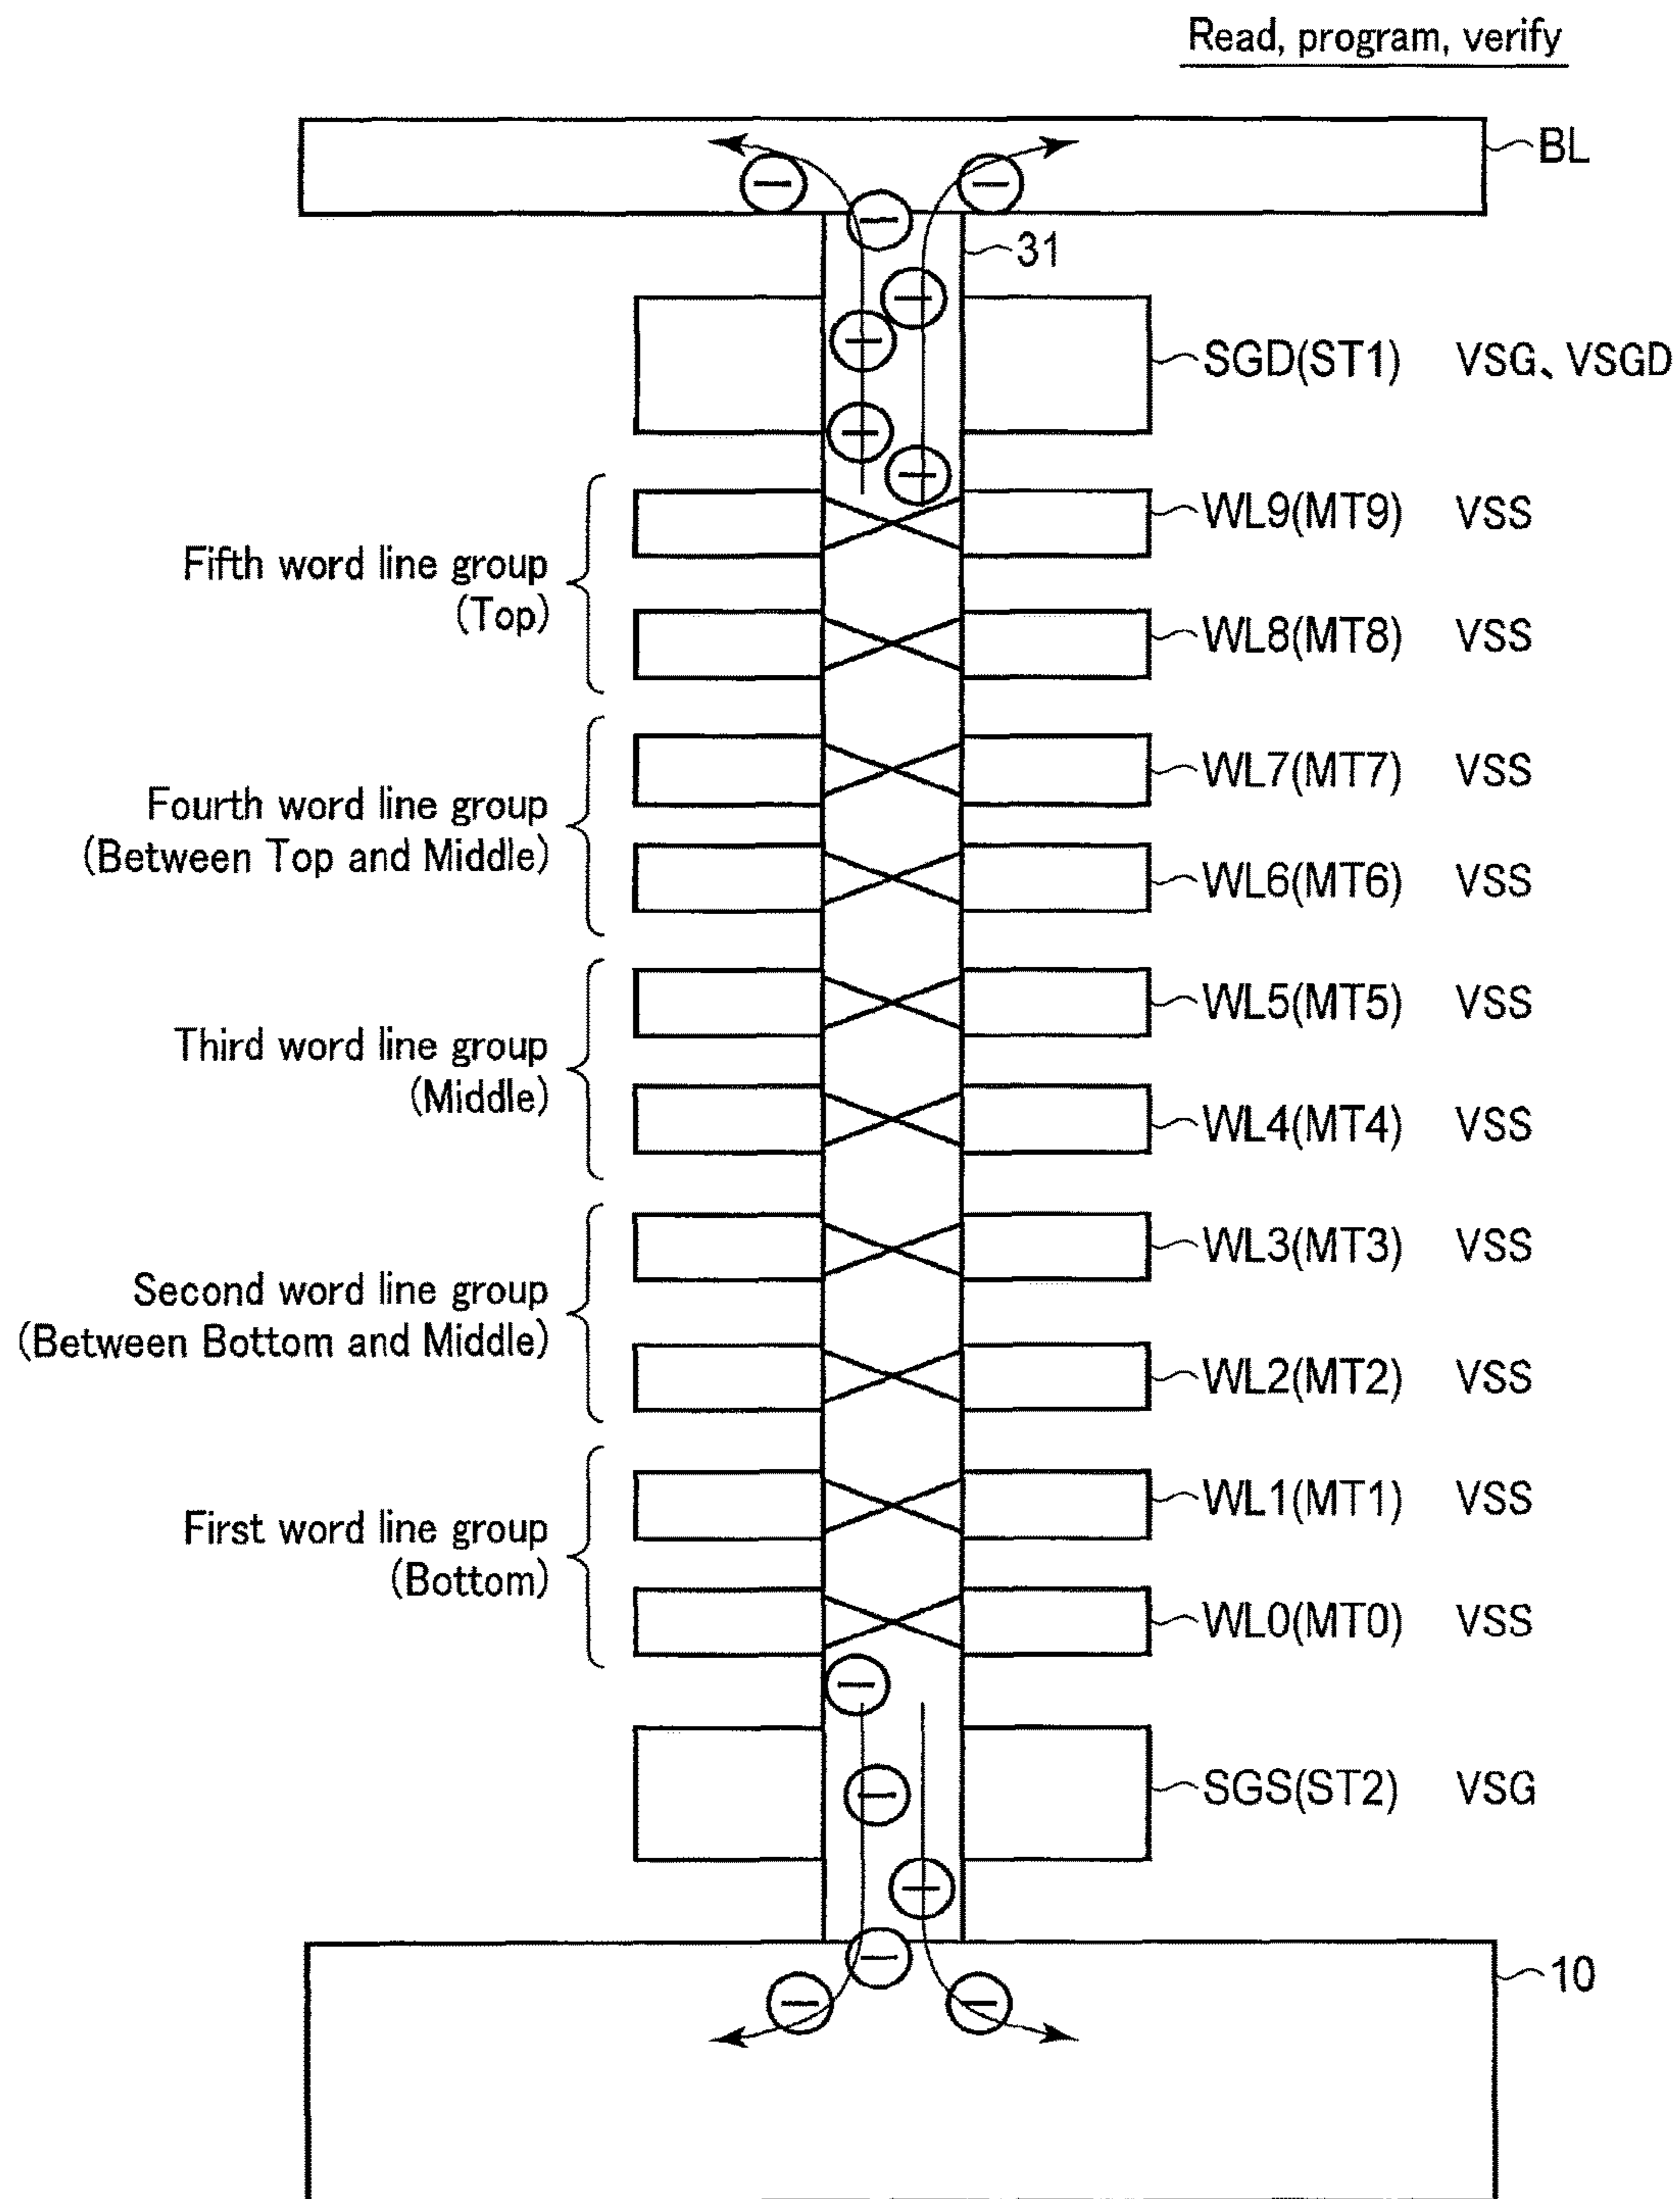 Read, program, verify
BL
31
SGD(ST1) VSG、VSGD
WL9(MT9) VSS
Fifth word line group
(Top)
WL8(MT8) VSS
WL7(MT7) VSS
Fourth word line group
(Between Top and Middle)
WL6(MT6) VSS
WL5(MT5) VSS
Third word line group
(Middle)
WL4(MT4) VSS
WL3(MT3) VSS
Second word line group
(Between Bottom and Middle)
WL2(MT2) VSS
WL1(MT1) VSS
First word line group
(Bottom)
WL0(MT0) VSS
SGS(ST2) VSG
10